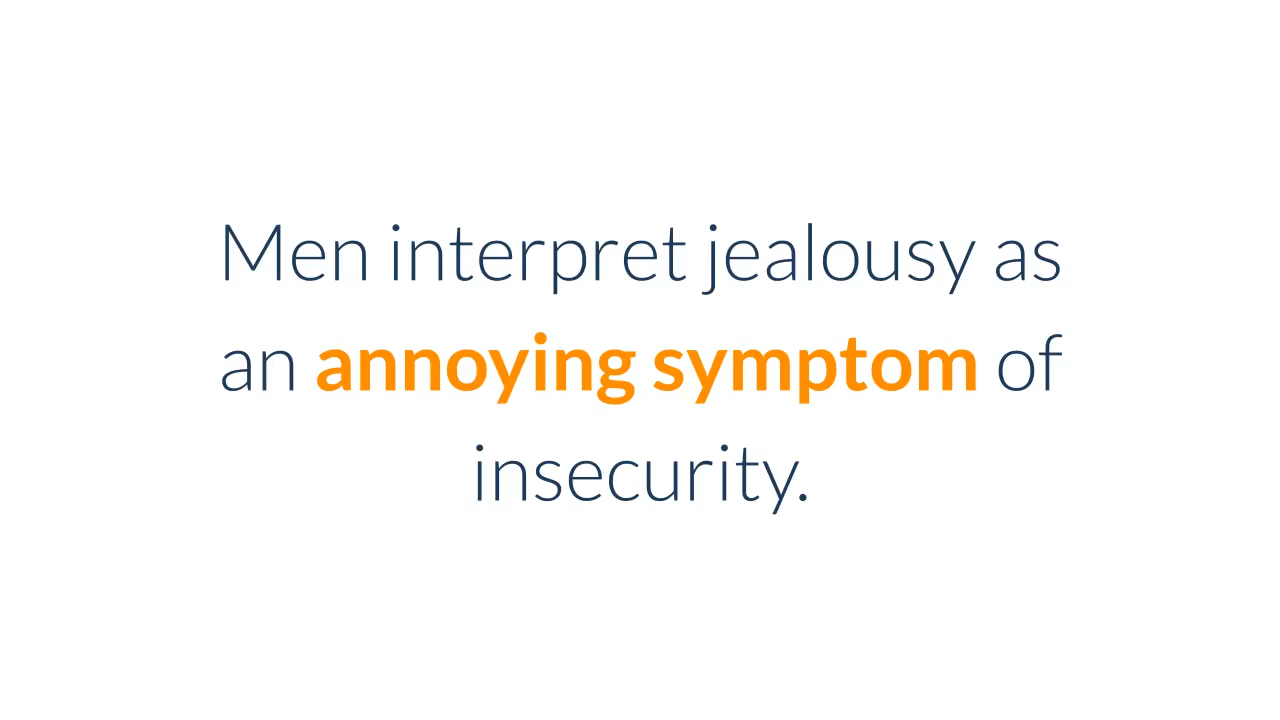 Men interpret jealousy as
an annoying symptom of
insecurity.